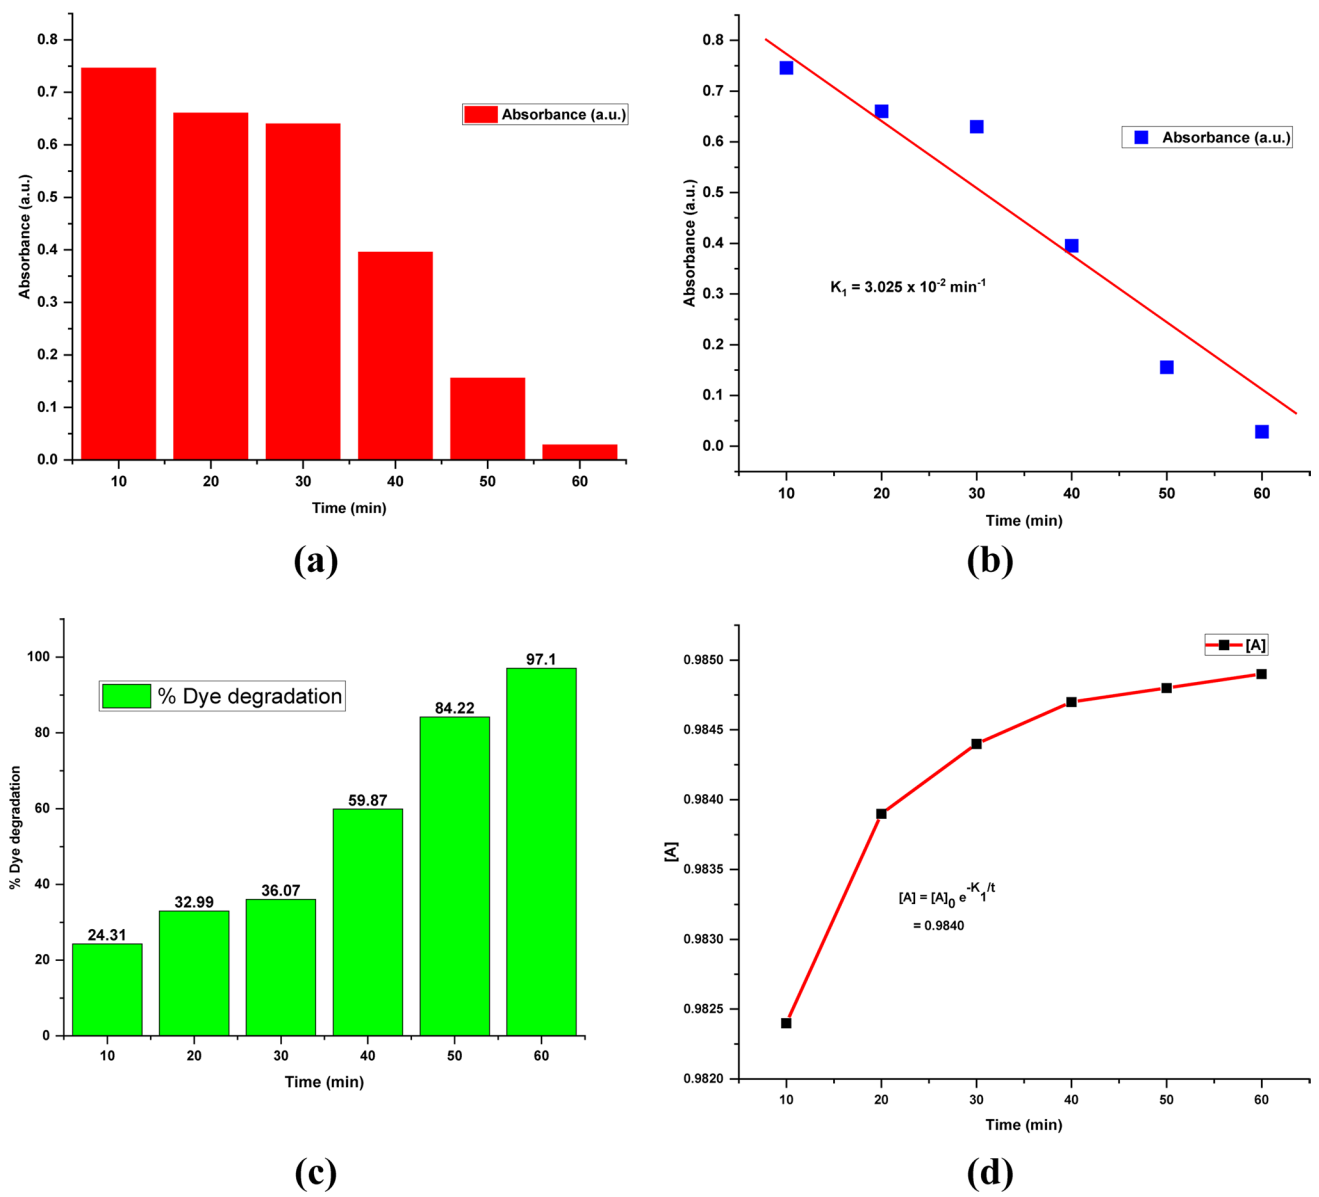 0.8
0.7
0.6
0.5
0.4
0.3
0.2
0.1
0.0
Absorbance (a.u.)
Absorbance (a.u.)
10 20 30 40 50 60
Time (min)
(a)
0.8
0.7
0.6
0.5
0.4
0.3
0.2
0.1
0.0
Absorbance (a.u.)
Absorbance (a.u.)
K₁ = 3.025 x 10⁻² min⁻¹
10 20 30 40 50 60
Time (min)
(b)
100
80
60
40
20
0
% Dye degradation
% Dye degradation
24.31
32.99
36.07
59.87
84.22
97.1
10 20 30 40 50 60
Time (min)
(c)
0.9850
0.9845
0.9840
0.9835
0.9830
0.9825
0.9820
[A]
[A]
[A] = [A]₀ e⁻ᴷ₁/t
= 0.9840
10 20 30 40 50 60
Time (min)
(d)